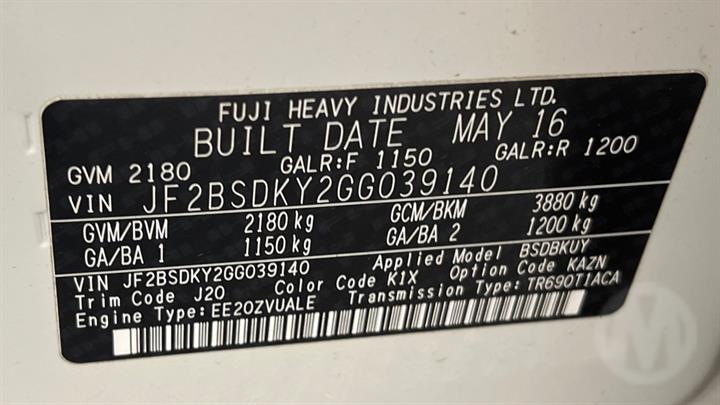 FUJI HEAVY INDUSTRIES LTD.
BUILT DATE MAY 16
GVM 2180 GALR:F 1150 GALR:R 1200
VIN JF2BSDKY2GG039140
GVM/BVM 2180 kg GCM/BKM 3880 kg
GA/BA 1 1150 kg GA/BA 2 1200 kg
VIN JF2BSDKY2GG039140 Applied Model BSDBKUY
Trim Code J20 Color Code K1X Option Code KAZN
Engine Type:EE20ZVUALE Transmission Type:TR690T1ACA
M